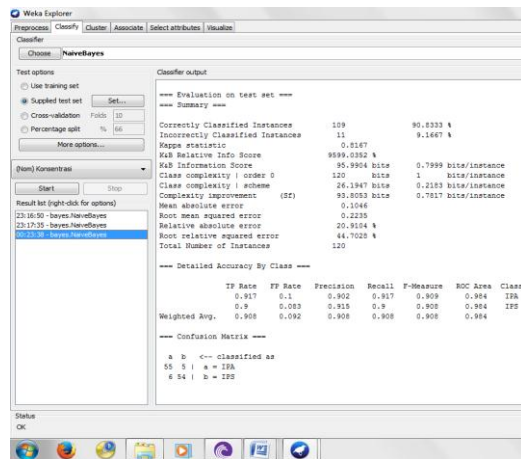 Weka Explorer
Preprocess Classify Cluster Associate Select attributes Visualize
Classifier
Choose NaiveBayes
Test options
Use training set
Supplied test set Set...
Cross-validation Folds 10
Percentage split % 66
More options...
(Nom) Konsentrasi
Start Stop
Result list (right-click for options)
23:16:50 - bayes.NaiveBayes
23:17:35 - bayes.NaiveBayes
00:23:38 - bayes.NaiveBayes
Classifier output
=== Evaluation on test set ===
=== Summary ===
Correctly Classified Instances 109 90.8333 %
Incorrectly Classified Instances 11 9.1667 %
Kappa statistic 0.8167
K&B Relative Info Score 9599.0352 %
K&B Information Score 95.9904 bits 0.7999 bits/instance
Class complexity | order 0 120 bits 1 bits/instance
Class complexity | scheme 26.1947 bits 0.2183 bits/instance
Complexity improvement (Sf) 93.8053 bits 0.7817 bits/instance
Mean absolute error 0.1046
Root mean squared error 0.2235
Relative absolute error 20.9104 %
Root relative squared error 44.7028 %
Total Number of Instances 120
=== Detailed Accuracy By Class ===
TP Rate FP Rate Precision Recall F-Measure ROC Area Class
0.917 0.1 0.902 0.917 0.909 0.984 IPA
0.9 0.083 0.915 0.9 0.908 0.984 IPS
Weighted Avg. 0.908 0.092 0.908 0.908 0.908 0.984
=== Confusion Matrix ===
a b <-- classified as
55 5 | a = IPA
6 54 | b = IPS
Status
OK